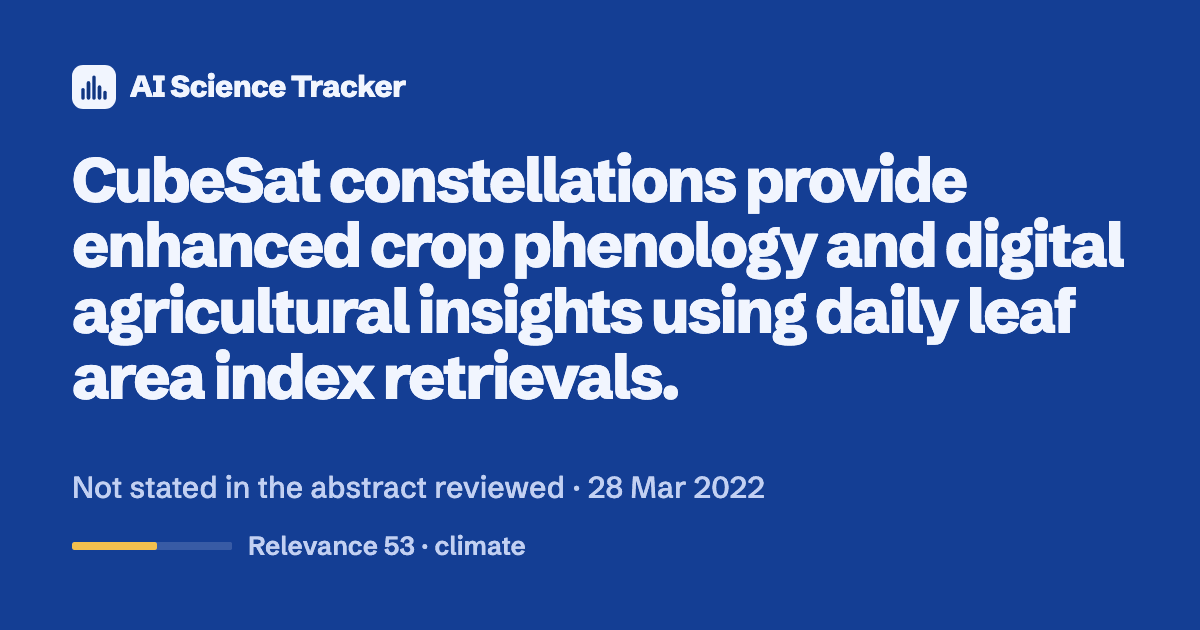 AI Science Tracker
CubeSat constellations provide
enhanced crop phenology and digital
agricultural insights using daily leaf
area index retrievals.
Not stated in the abstract reviewed · 28 Mar 2022
Relevance 53 · climate